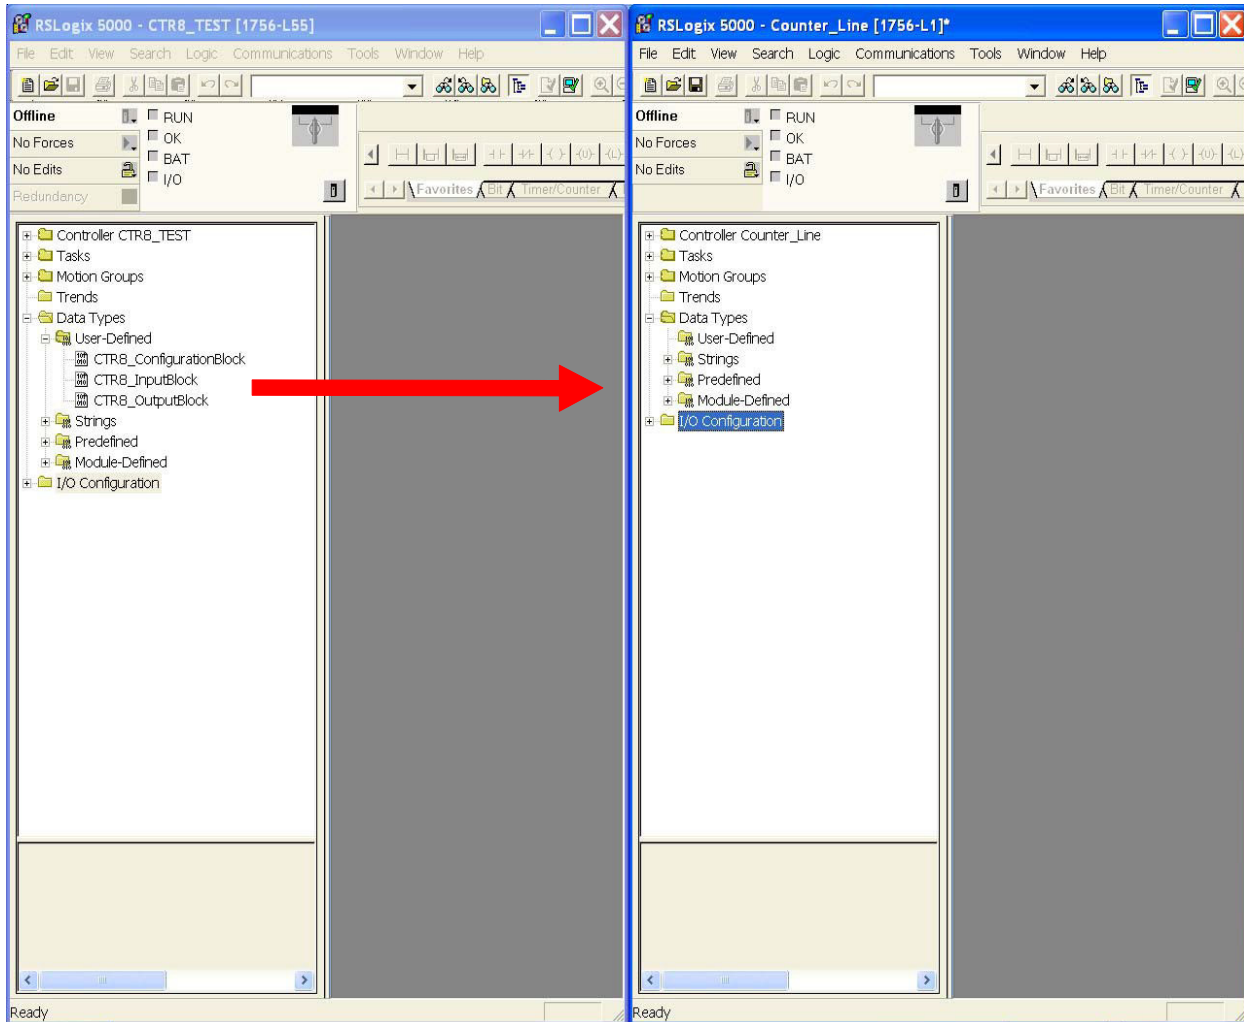 RSLogix 5000 - CTR8_TEST [1756-L55]
File Edit View Search Logic Communications Tools Window Help
Offline
RUN
No Forces
OK
BAT
No Edits
I/O
Redundancy
Favorites Bit Timer/Counter
Controller CTR8_TEST
Tasks
Motion Groups
Trends
Data Types
User-Defined
CTR8_ConfigurationBlock
CTR8_InputBlock
CTR8_OutputBlock
Strings
Predefined
Module-Defined
I/O Configuration
Ready
RSLogix 5000 - Counter_Line [1756-L1]*
File Edit View Search Logic Communications Tools Window Help
Offline
RUN
No Forces
OK
BAT
No Edits
I/O
Favorites Bit Timer/Counter
Controller Counter_Line
Tasks
Motion Groups
Trends
Data Types
User-Defined
Strings
Predefined
Module-Defined
I/O Configuration
Ready